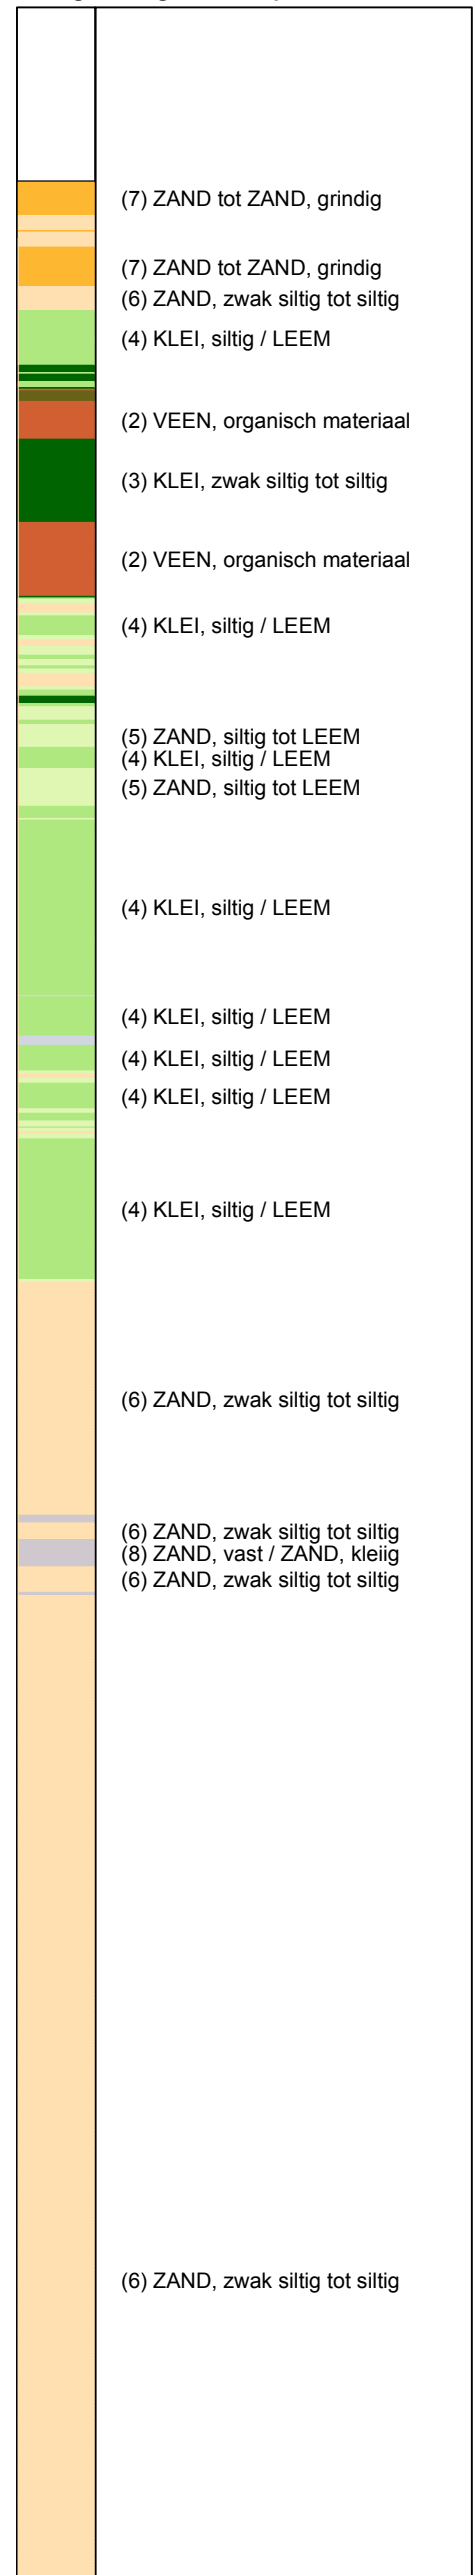 (7) ZAND tot ZAND, grindig
(7) ZAND tot ZAND, grindig
(6) ZAND, zwak siltig tot siltig
(4) KLEI, siltig / LEEM
(2) VEEN, organisch materiaal
(3) KLEI, zwak siltig tot siltig
(2) VEEN, organisch materiaal
(4) KLEI, siltig / LEEM
(5) ZAND, siltig tot LEEM
(4) KLEI, siltig / LEEM
(5) ZAND, siltig tot LEEM
(4) KLEI, siltig / LEEM
(4) KLEI, siltig / LEEM
(4) KLEI, siltig / LEEM
(4) KLEI, siltig / LEEM
(4) KLEI, siltig / LEEM
(6) ZAND, zwak siltig tot siltig
(6) ZAND, zwak siltig tot siltig
(8) ZAND, vast / ZAND, kleiig
(6) ZAND, zwak siltig tot siltig
(6) ZAND, zwak siltig tot siltig